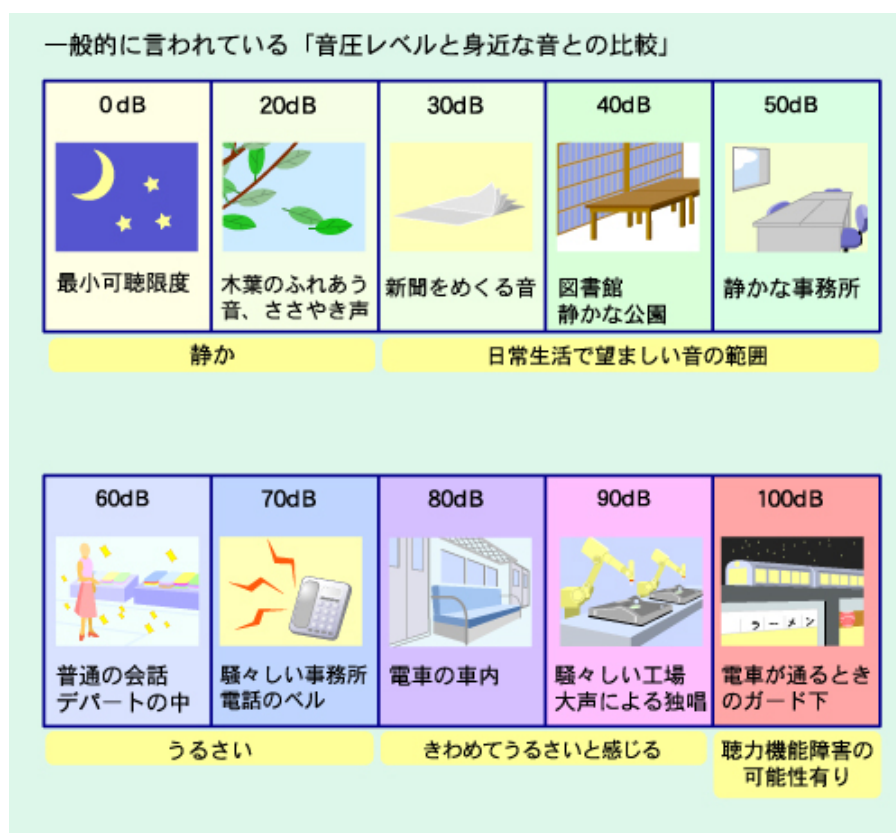 一般的に言われている「音圧レベルと身近な音との比較」
0dB
20dB
30dB
40dB
50dB
最小可聴限度
木葉のふれあう
音、ささやき声
新聞をめくる音
図書館
静かな公園
静かな事務所
静か
日常生活で望ましい音の範囲
60dB
70dB
80dB
90dB
100dB
ラーメン
普通の会話
デパートの中
騒々しい事務所
電話のベル
電車の車内
騒々しい工場
大声による独唱
電車が通るとき
のガード下
うるさい
きわめてうるさいと感じる
聴力機能障害の
可能性有り